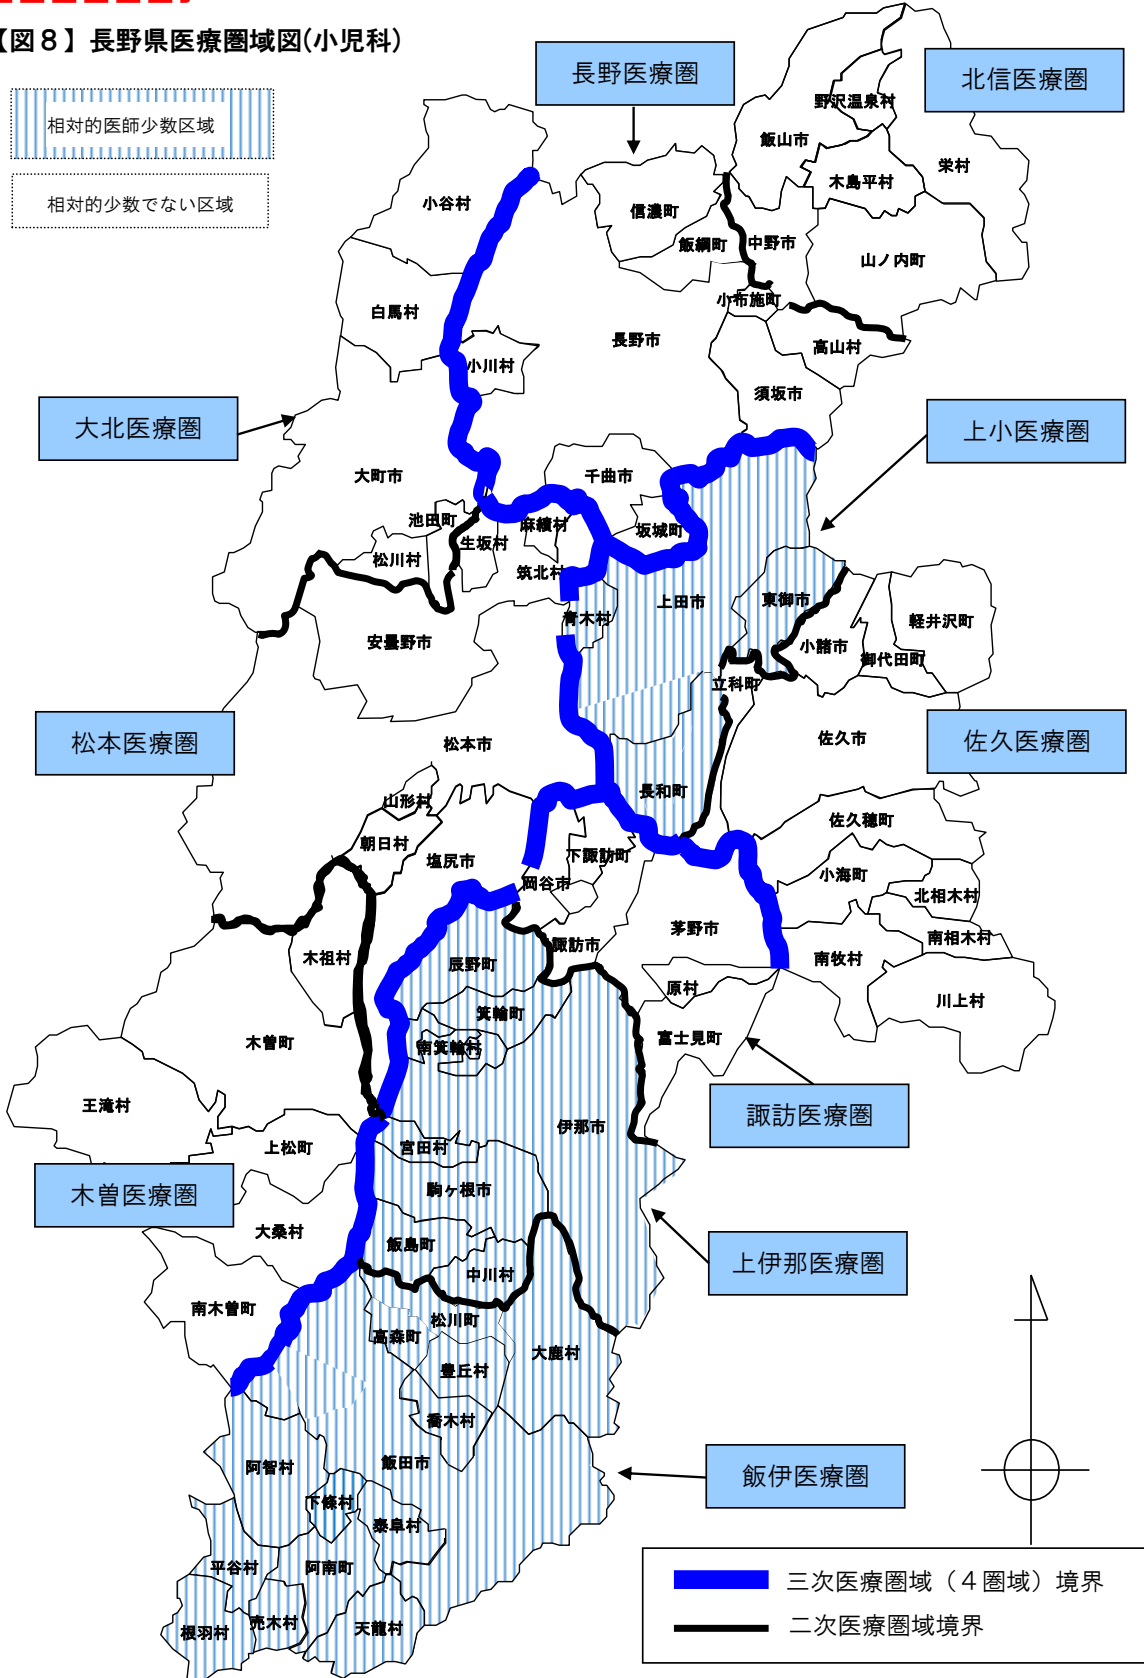 【図８】長野県医療圏域図(小児科)
相対的医師少数区域
相対的少数でない区域
長野医療圏
北信医療圏
野沢温泉村
飯山市
栄村
木島平村
小谷村
信濃町
飯綱町
中野市
山ノ内町
小布施町
白馬村
長野市
高山村
小川村
須坂市
大北医療圏
上小医療圏
大町市
千曲市
池田町
麻績村
坂城町
生坂村
松川村
筑北村
上田市
東御市
青木村
軽井沢町
安曇野市
小諸市
御代田町
立科町
松本医療圏
松本市
佐久市
佐久医療圏
長和町
山形村
佐久穂町
朝日村
塩尻市
下諏訪町
小海町
岡谷市
北相木村
茅野市
南相木村
諏訪市
木祖村
辰野町
南牧村
原村
川上村
箕輪町
木曽町
南箕輪村
富士見町
王滝村
諏訪医療圏
伊那市
上松町
宮田村
木曽医療圏
駒ヶ根市
大桑村
飯島町
上伊那医療圏
中川村
南木曽町
松川町
高森町
大鹿村
豊丘村
喬木村
飯田市
阿智村
飯伊医療圏
下條村
泰阜村
平谷村
阿南町
三次医療圏域（４圏域）境界
売木村
天龍村
根羽村
二次医療圏域境界